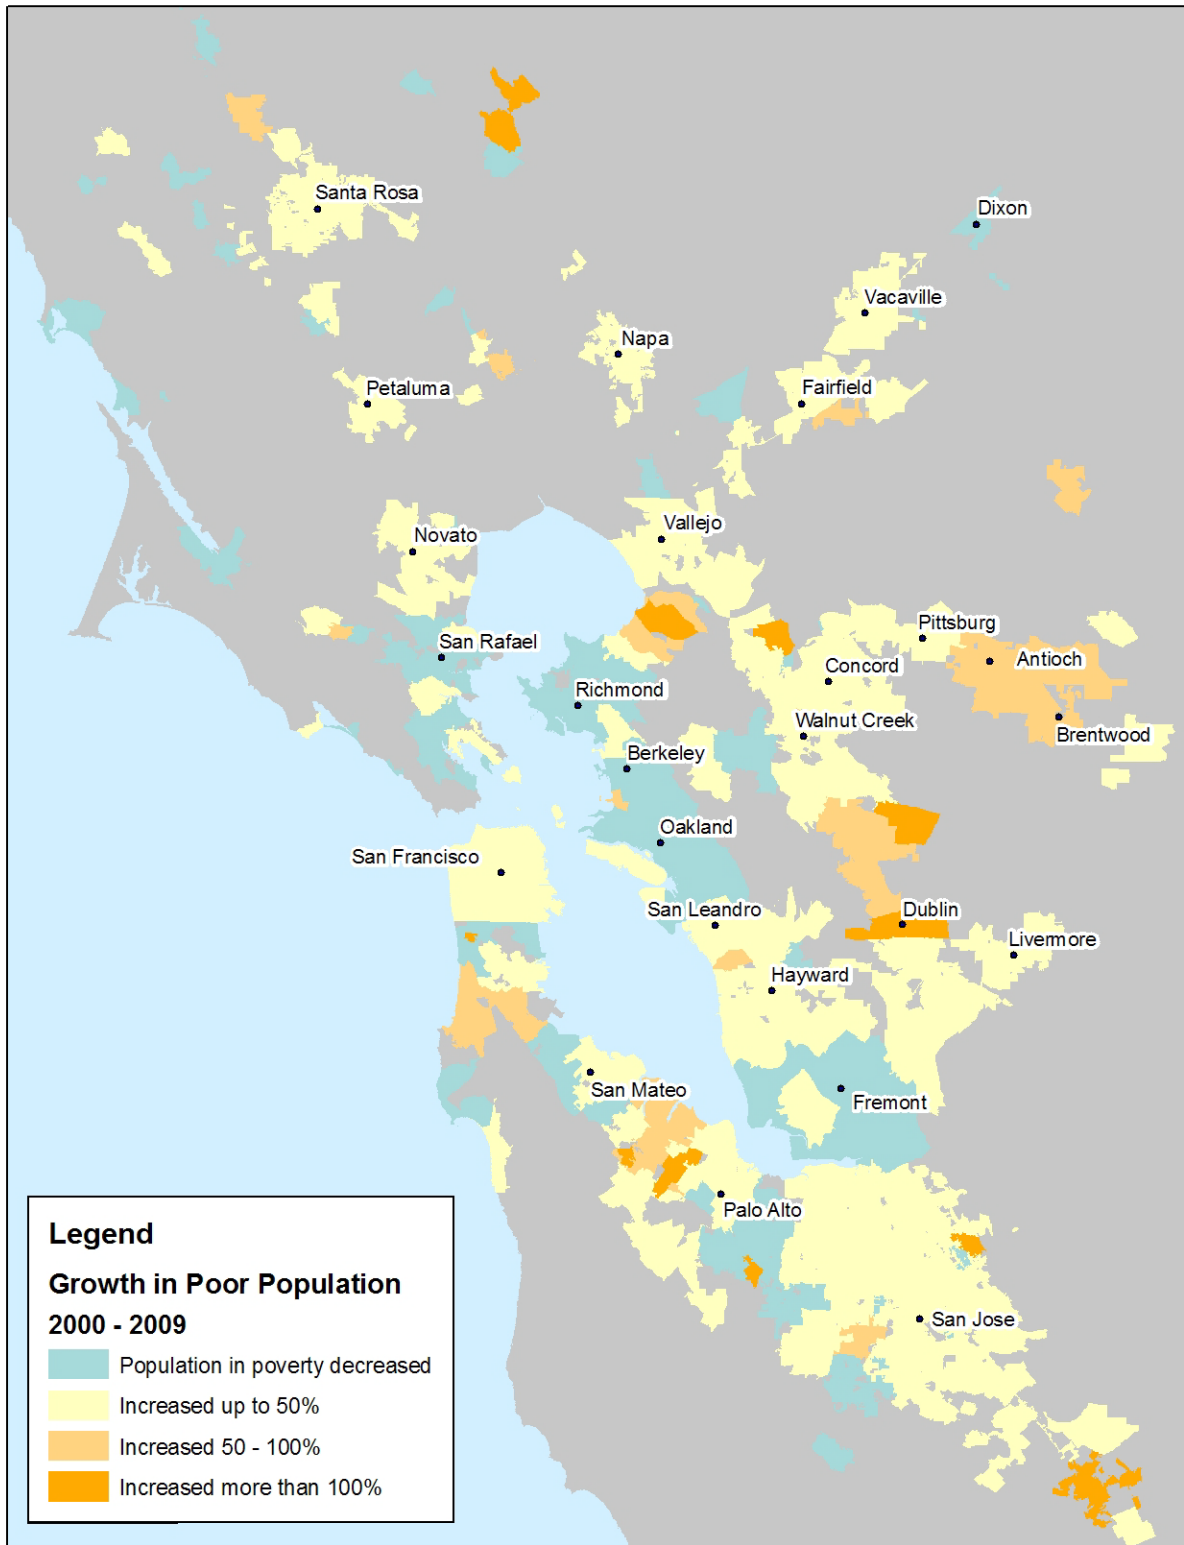 Santa Rosa
Dixon
Vacaville
Napa
Petaluma
Fairfield
Vallejo
Novato
Pittsburg
San Rafael
Antioch
Concord
Richmond
Walnut Creek
Brentwood
Berkeley
Oakland
San Francisco
San Leandro
Dublin
Livermore
Hayward
San Mateo
Fremont
Palo Alto
San Jose
Legend
Growth in Poor Population
2000 - 2009
Population in poverty decreased
Increased up to 50%
Increased 50 - 100%
Increased more than 100%